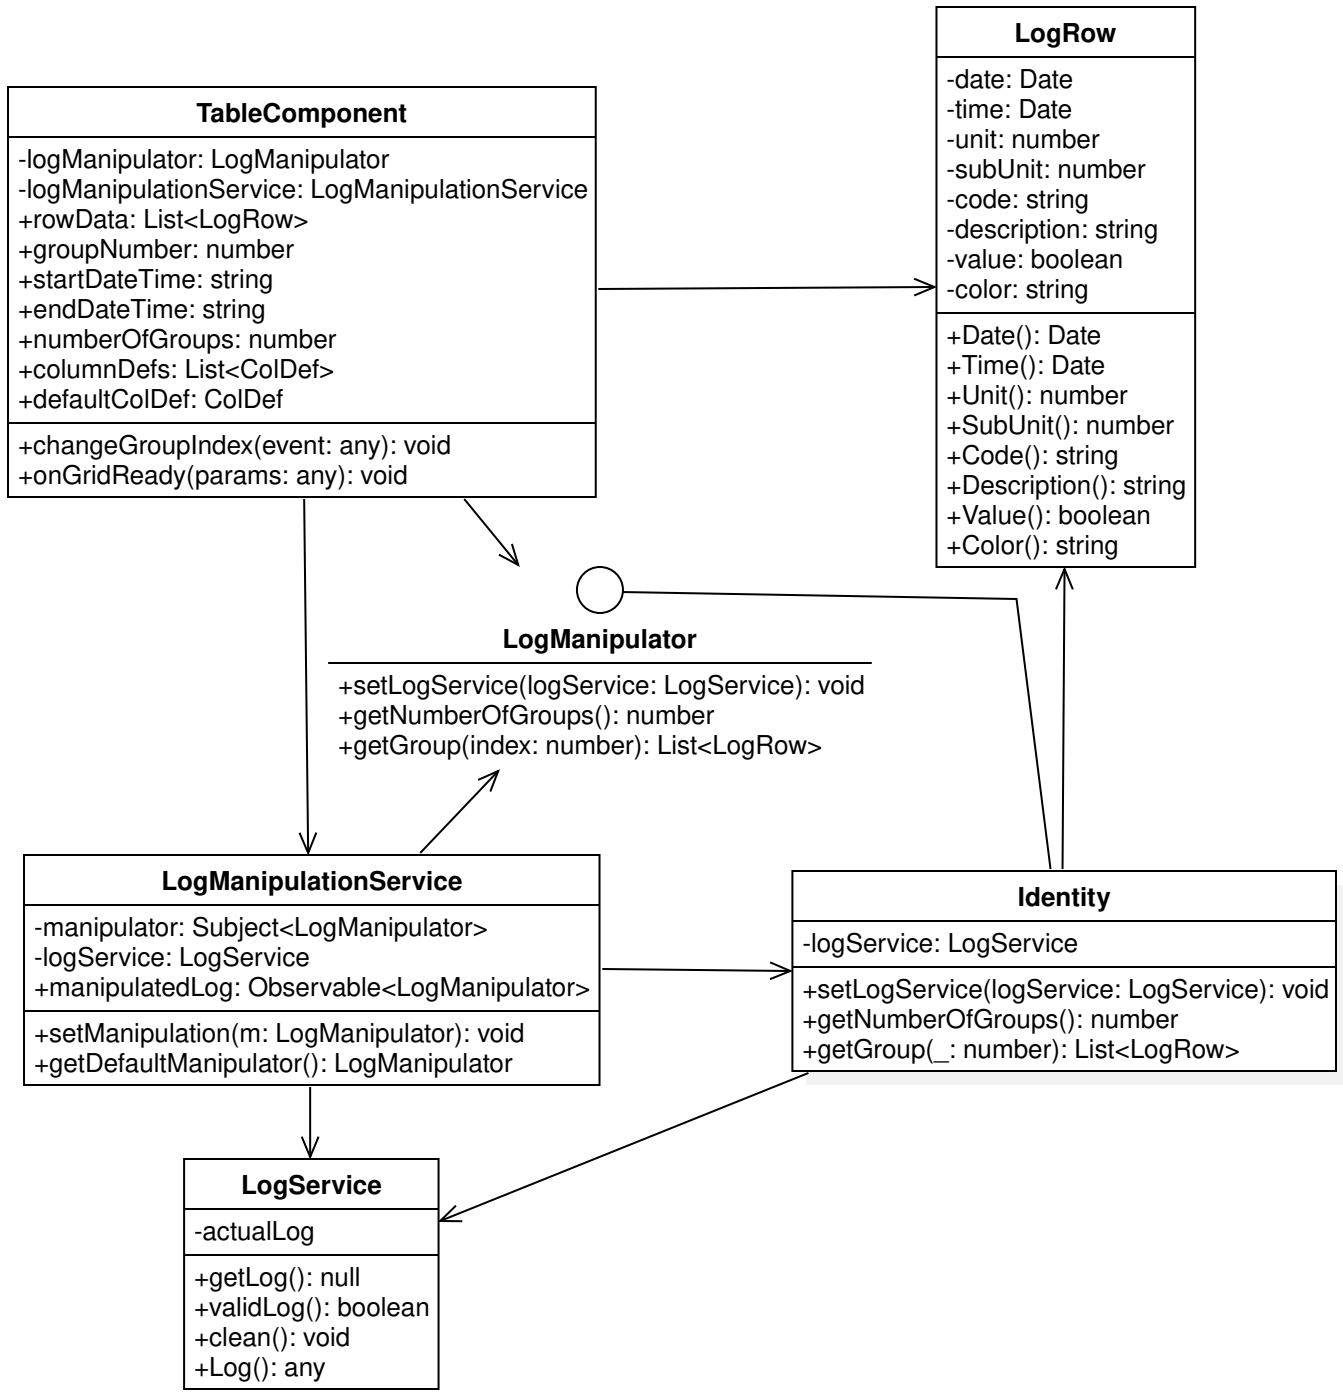 LogRow
-date: Date
-time: Date
-unit: number
-subUnit: number
-code: string
-description: string
-value: boolean
-color: string
+Date(): Date
+Time(): Date
+Unit(): number
+SubUnit(): number
+Code(): string
+Description(): string
+Value(): boolean
+Color(): string
TableComponent
-logManipulator: LogManipulator
-logManipulationService: LogManipulationService
+rowData: List<LogRow>
+groupNumber: number
+startDateTime: string
+endDateTime: string
+numberOfGroups: number
+columnDefs: List<ColDef>
+defaultColDef: ColDef
+changeGroupIndex(event: any): void
+onGridReady(params: any): void
LogManipulator
+setLogService(logService: LogService): void
+getNumberOfGroups(): number
+getGroup(index: number): List<LogRow>
LogManipulationService
-manipulator: Subject<LogManipulator>
-logService: LogService
+manipulatedLog: Observable<LogManipulator>
+setManipulation(m: LogManipulator): void
+getDefaultManipulator(): LogManipulator
Identity
-logService: LogService
+setLogService(logService: LogService): void
+getNumberOfGroups(): number
+getGroup(_: number): List<LogRow>
LogService
-actualLog
+getLog(): null
+validLog(): boolean
+clean(): void
+Log(): any